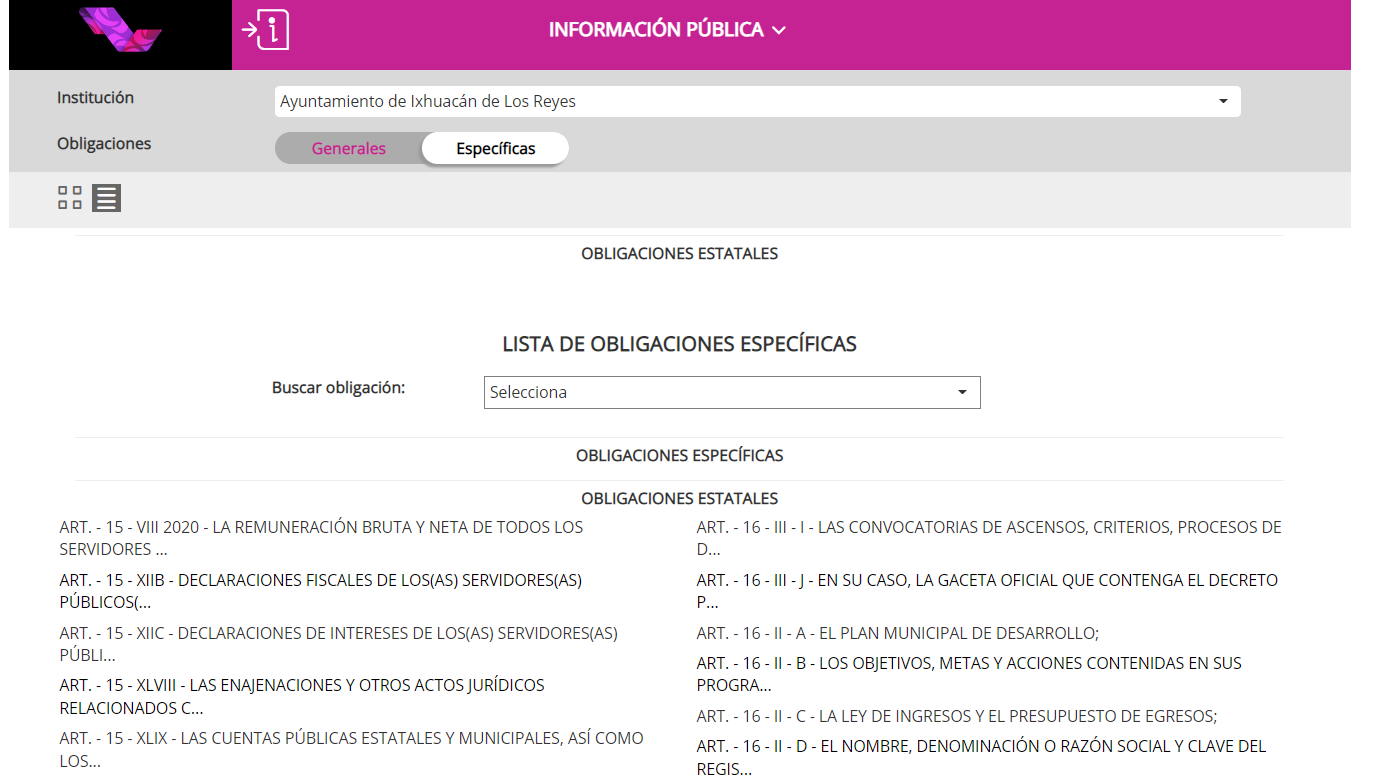 INFORMACIÓN PÚBLICA
Institución
Ayuntamiento de Ixhuacán de Los Reyes
Obligaciones
Generales
Específicas
OBLIGACIONES ESTATALES
LISTA DE OBLIGACIONES ESPECÍFICAS
Buscar obligación:
Selecciona
OBLIGACIONES ESPECÍFICAS
OBLIGACIONES ESTATALES
ART. - 15 - VIII 2020 - LA REMUNERACIÓN BRUTA Y NETA DE TODOS LOS
SERVIDORES ...
ART. - 15 - XIIB - DECLARACIONES FISCALES DE LOS(AS) SERVIDORES(AS)
PÚBLICOS(...
ART. - 15 - XIIC - DECLARACIONES DE INTERESES DE LOS(AS) SERVIDORES(AS)
PÚBLI...
ART. - 15 - XLVIII - LAS ENAJENACIONES Y OTROS ACTOS JURÍDICOS
RELACIONADOS C...
ART. - 15 - XLIX - LAS CUENTAS PÚBLICAS ESTATALES Y MUNICIPALES, ASÍ COMO
LOS...
ART. - 16 - III - I - LAS CONVOCATORIAS DE ASCENSOS, CRITERIOS, PROCESOS DE
D...
ART. - 16 - III - J - EN SU CASO, LA GACETA OFICIAL QUE CONTENGA EL DECRETO
P...
ART. - 16 - II - A - EL PLAN MUNICIPAL DE DESARROLLO;
ART. - 16 - II - B - LOS OBJETIVOS, METAS Y ACCIONES CONTENIDAS EN SUS
PROGRA...
ART. - 16 - II - C - LA LEY DE INGRESOS Y EL PRESUPUESTO DE EGRESOS;
ART. - 16 - II - D - EL NOMBRE, DENOMINACIÓN O RAZÓN SOCIAL Y CLAVE DEL
REGIS...